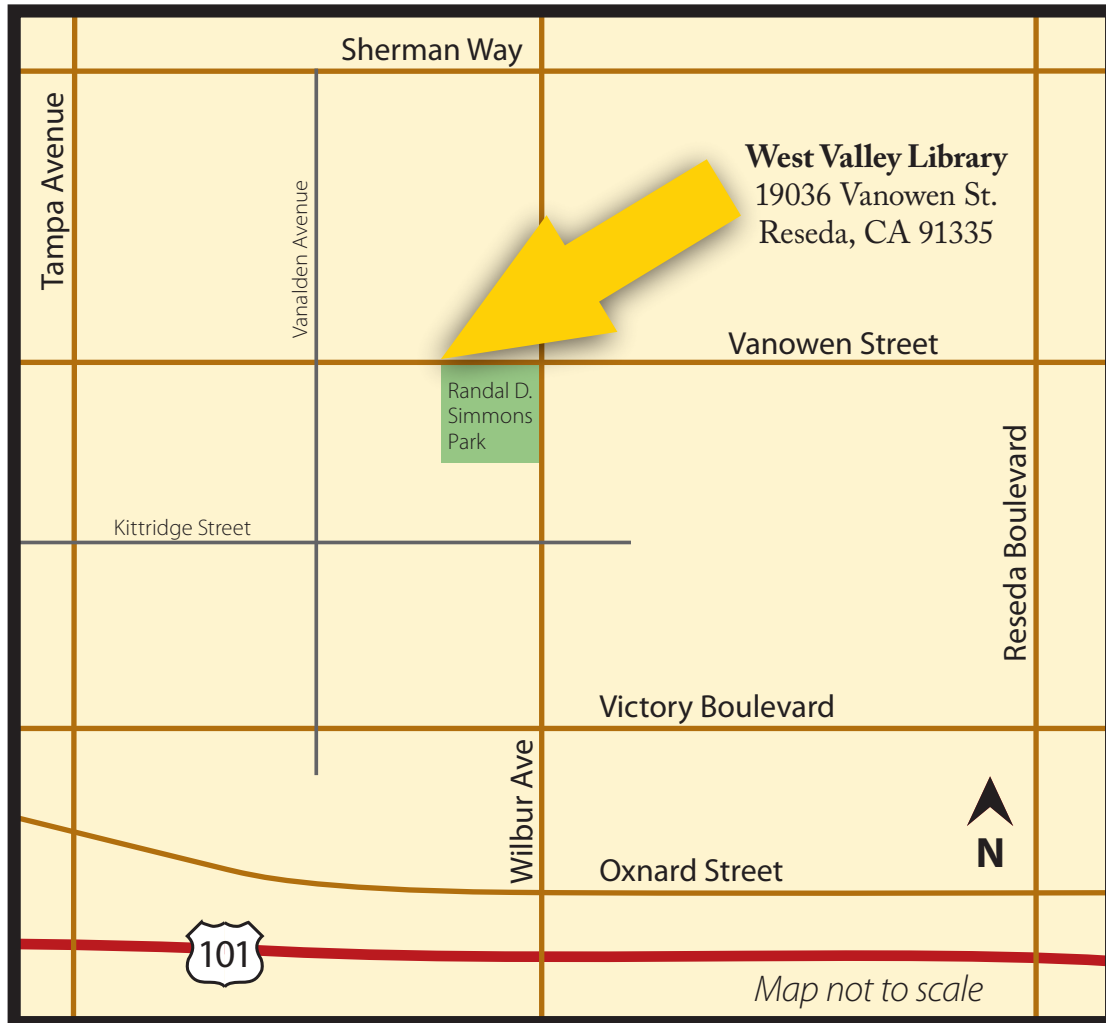 Sherman Way
Tampa Avenue
Vanalden Avenue
West Valley Library
19036 Vanowen St.
Reseda, CA 91335
Vanowen Street
Randal D.
Simmons
Park
Reseda Boulevard
Kittridge Street
Victory Boulevard
Wilbur Ave
N
Oxnard Street
101
Map not to scale